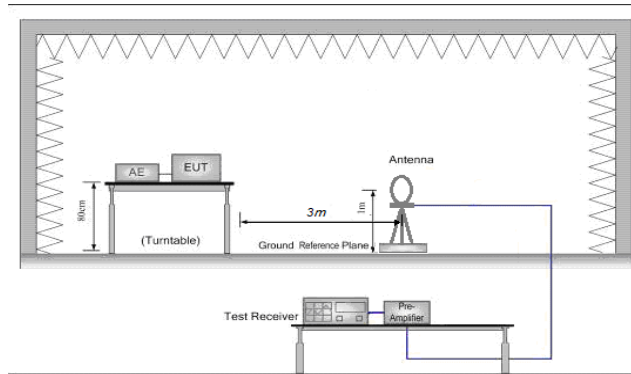 Antenna
AE
EUT
80cm
3m
1m
(Turntable)
Ground Reference Plane
Test Receiver
Pre-
Amplifier